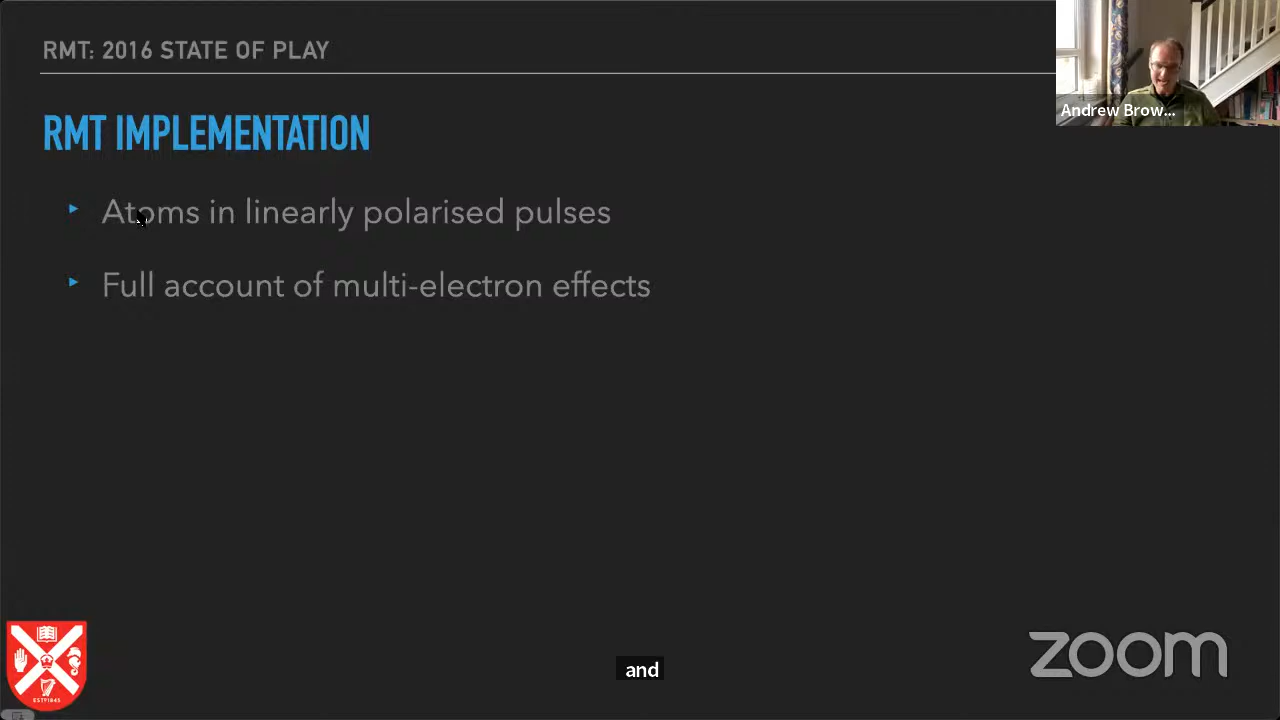 RMT: 2016 STATE OF PLAY
Andrew Brow...
RMT IMPLEMENTATION
Atoms in linearly polarised pulses
Full account of multi-electron effects
zoom
and
ESTD1845